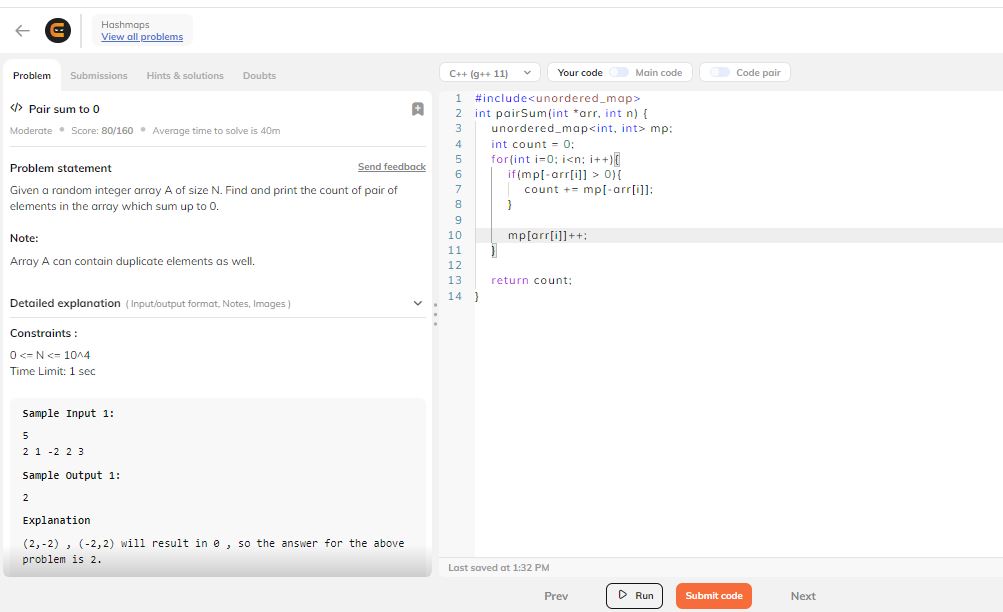 Hashmaps
View all problems
Problem Submissions Hints & solutions Doubts
</> Pair sum to 0
Moderate • Score: 80/160 • Average time to solve is 40m
Problem statement Send feedback
Given a random integer array A of size N. Find and print the count of pair of
elements in the array which sum up to 0.
Note:
Array A can contain duplicate elements as well.
Detailed explanation ( Input/output format, Notes, Images )
Constraints :
0 <= N <= 10^4
Time Limit: 1 sec
Sample Input 1:
5
2 1 -2 2 3
Sample Output 1:
2
Explanation
(2,-2) , (-2,2) will result in 0 , so the answer for the above
problem is 2.
C++ (g++ 11) Your code Main code Code pair
1 #include<unordered_map>
2 int pairSum(int *arr, int n) {
3 unordered_map<int, int> mp;
4 int count = 0;
5 for(int i=0; i<n; i++){
6 if(mp[-arr[i]] > 0){
7 count += mp[-arr[i]];
8 }
9
10 mp[arr[i]]++;
11 }
12
13 return count;
14 }
Last saved at 1:32 PM
Prev Run Submit code Next